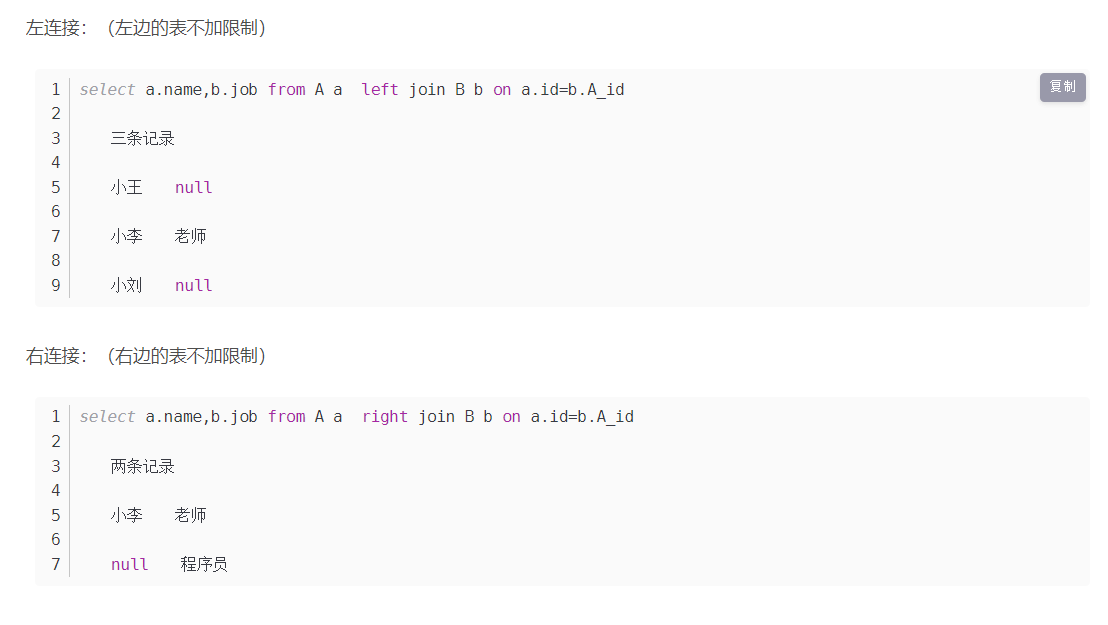 左连接：（左边的表不加限制）
复制
1 select a.name,b.job from A a  left join B b on a.id=b.A_id
2
3    三条记录
4
5    小王   null
6
7    小李   老师
8
9    小刘   null
右连接：（右边的表不加限制）
1 select a.name,b.job from A a  right join B b on a.id=b.A_id
2
3    两条记录
4
5    小李   老师
6
7    null   程序员